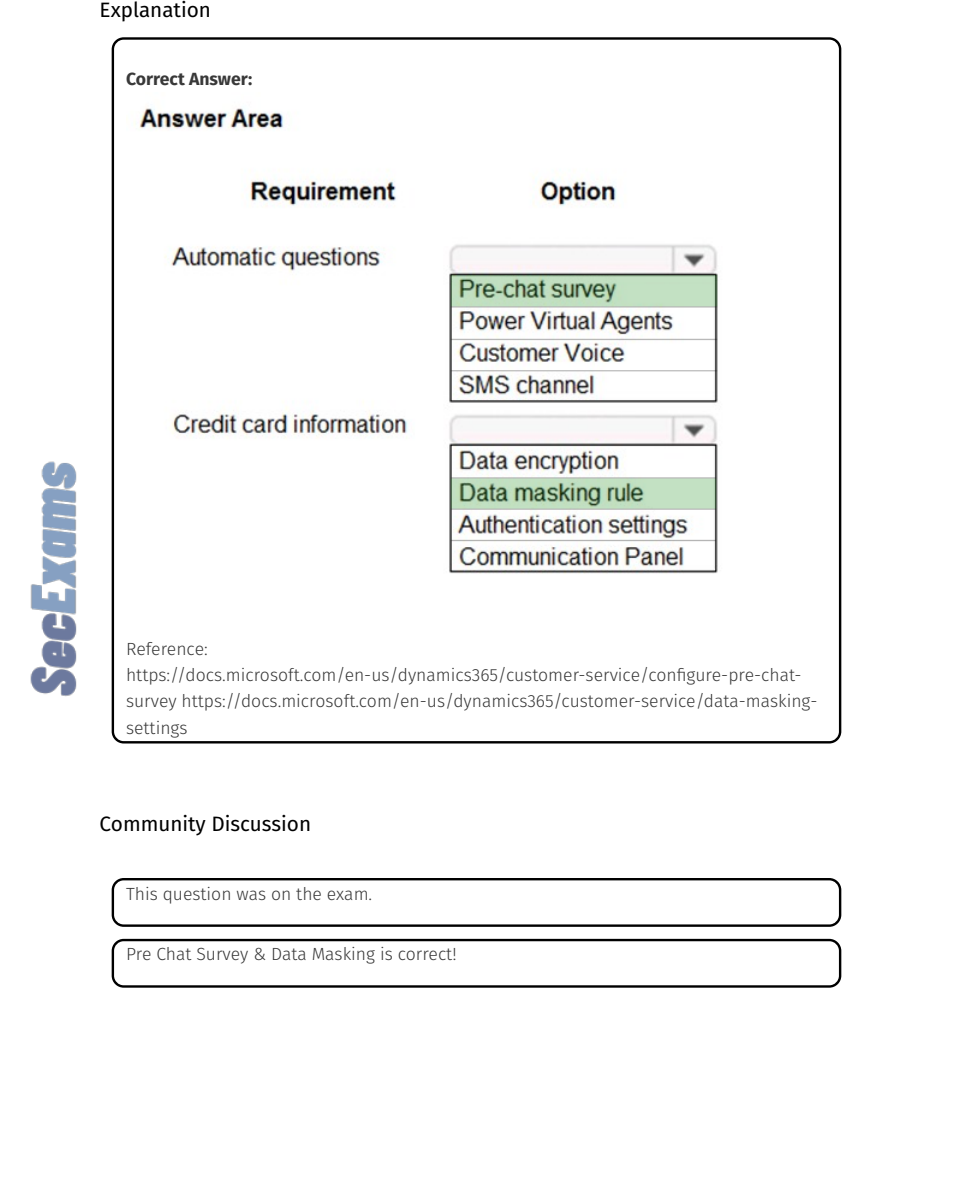 Explanation
Correct Answer:
Answer Area
Requirement Option
Automatic questions
Pre-chat survey
Power Virtual Agents
Customer Voice
SMS channel
Credit card information
Data encryption
Data masking rule
Authentication settings
Communication Panel
SecExams
Reference:
https://docs.microsoft.com/en-us/dynamics365/customer-service/configure-pre-chat-
survey https://docs.microsoft.com/en-us/dynamics365/customer-service/data-masking-
settings
Community Discussion
This question was on the exam.
Pre Chat Survey & Data Masking is correct!